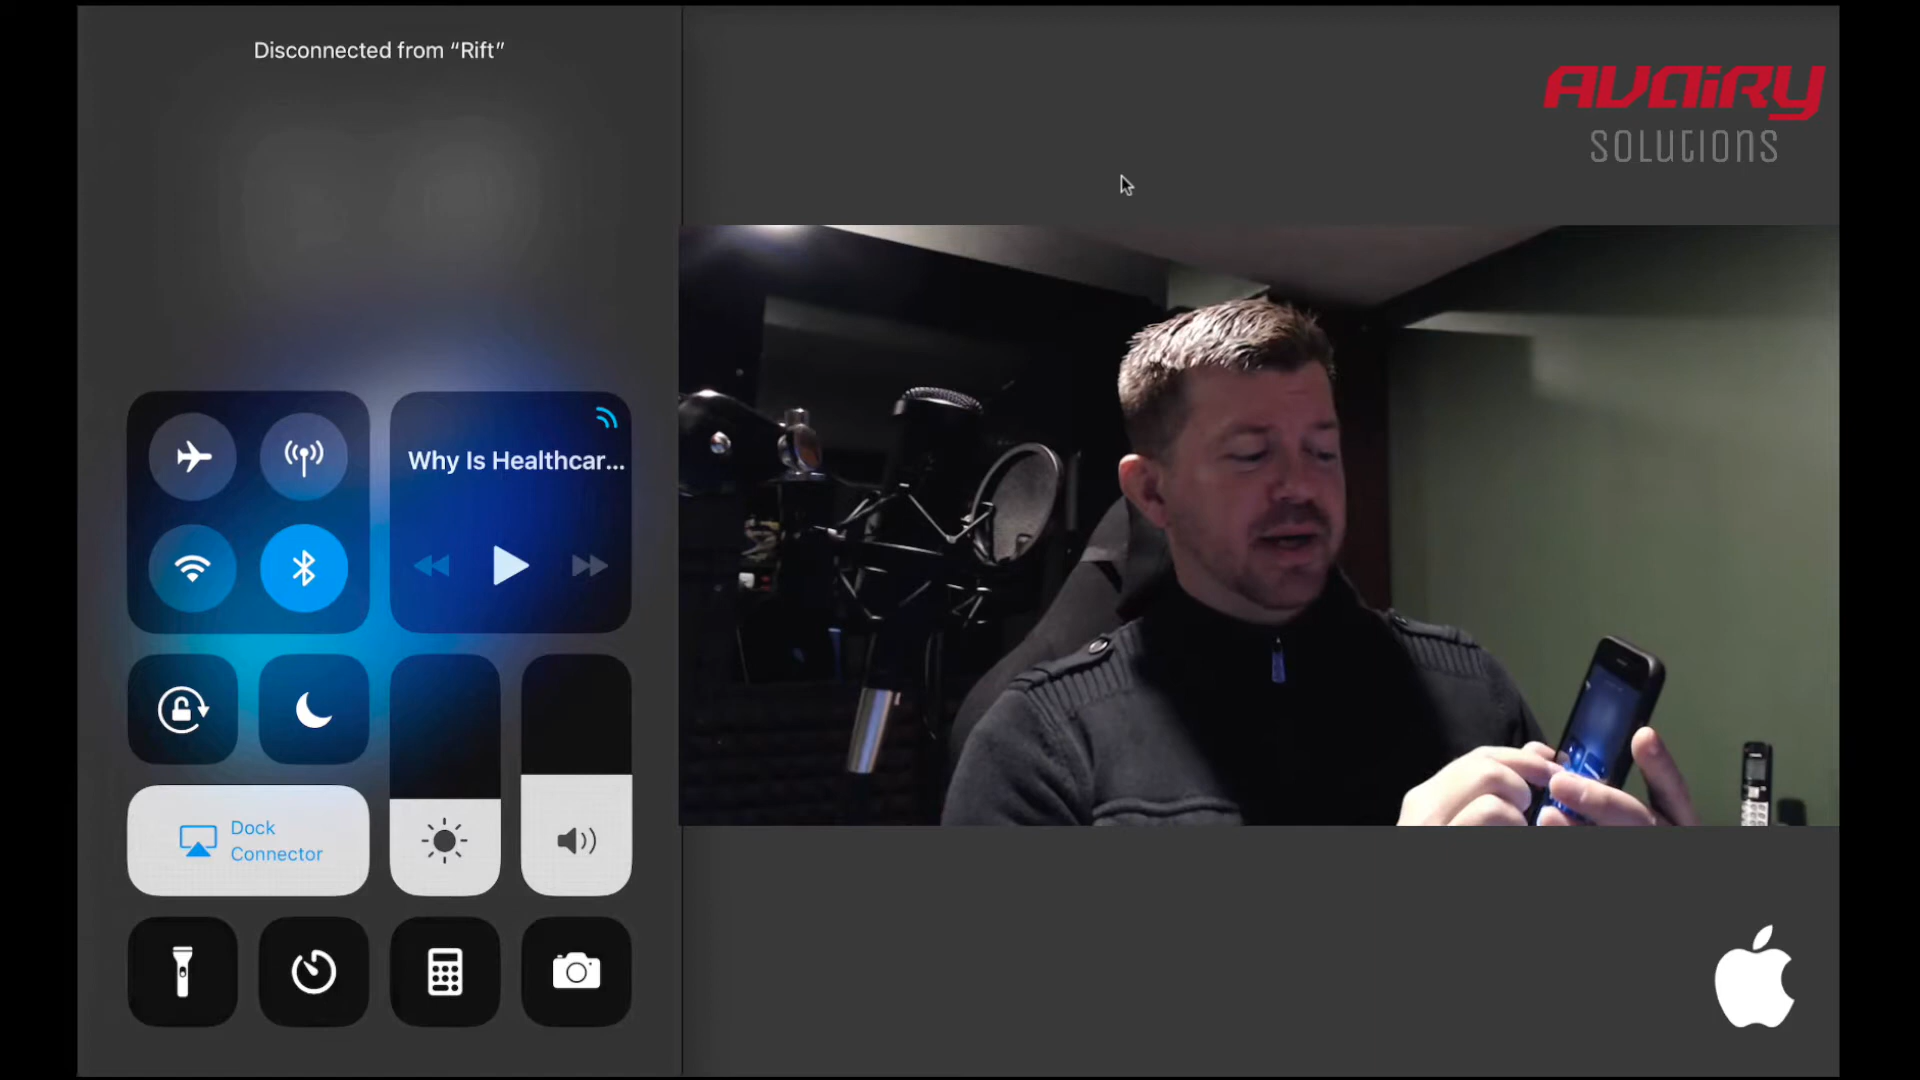 Disconnected from “Rift”
AVAIRY
SOLUTIONS
Why Is Healthcar...
Dock
Connector